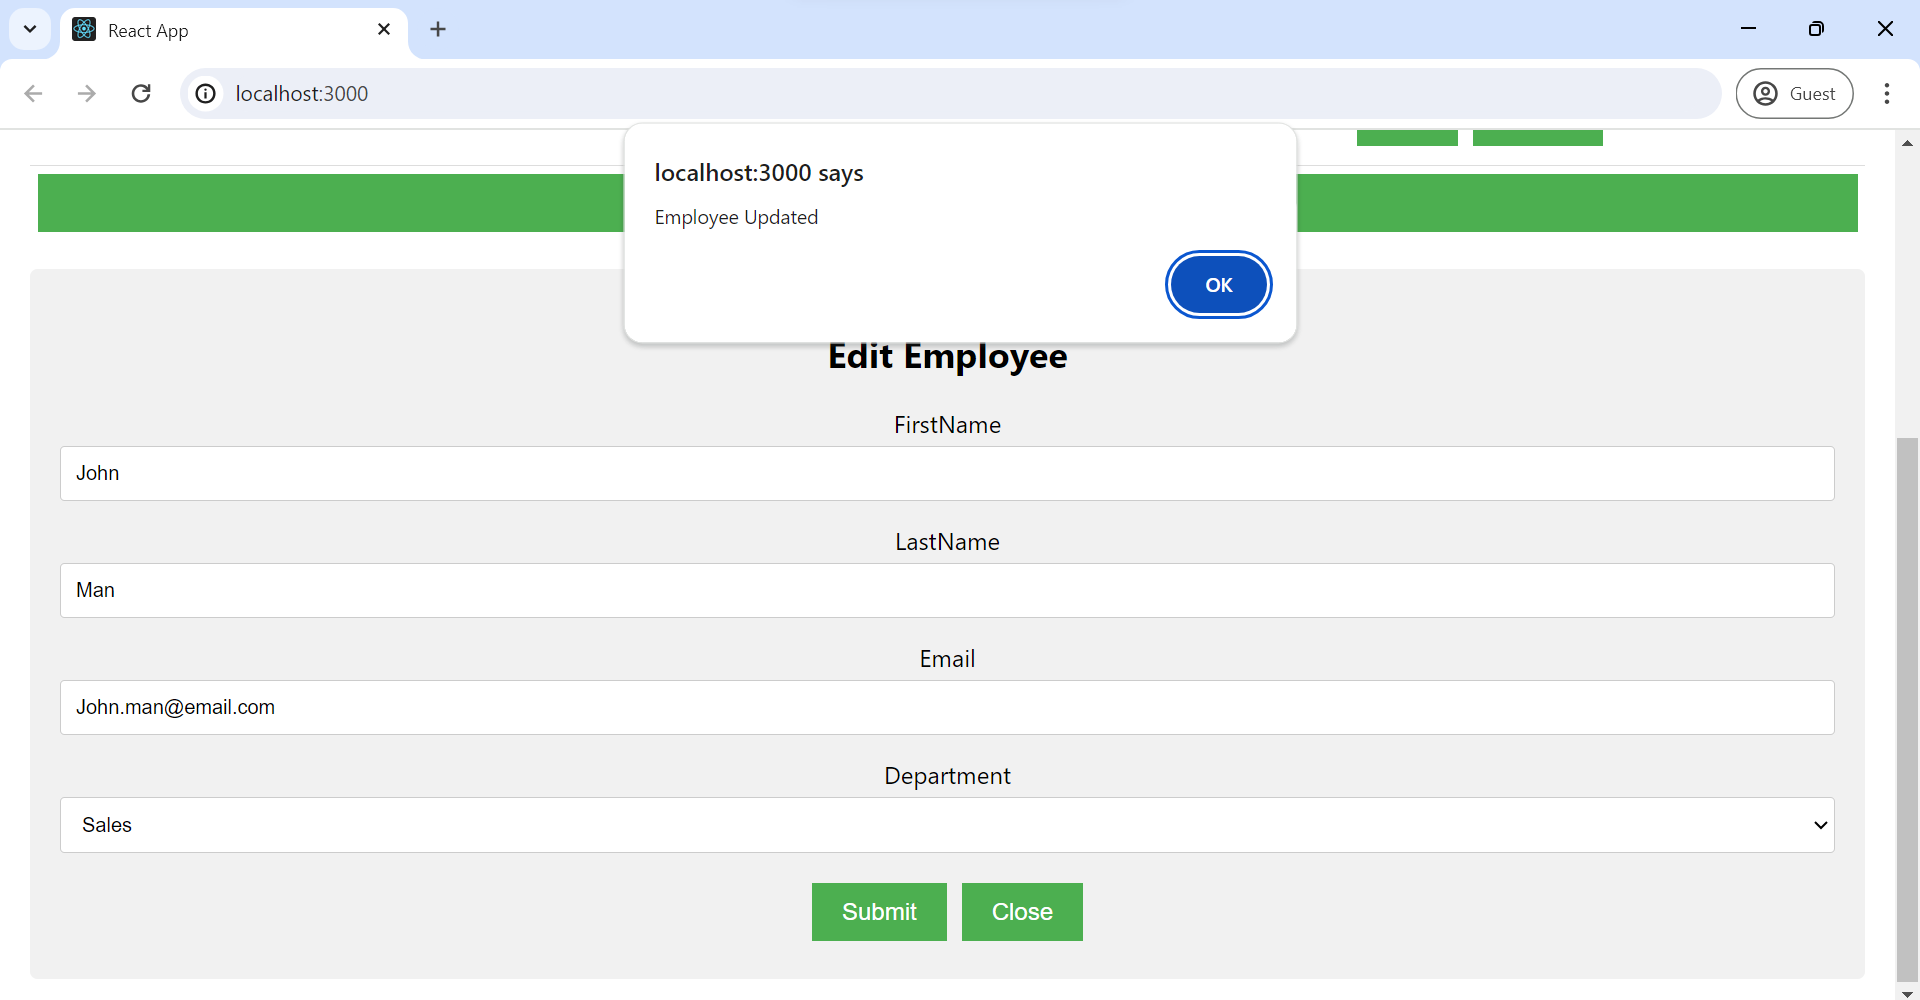 React App
localhost:3000
Guest
localhost:3000 says
Employee Updated
OK
Edit Employee
FirstName
John
LastName
Man
Email
John.man@email.com
Department
Sales
Submit Close